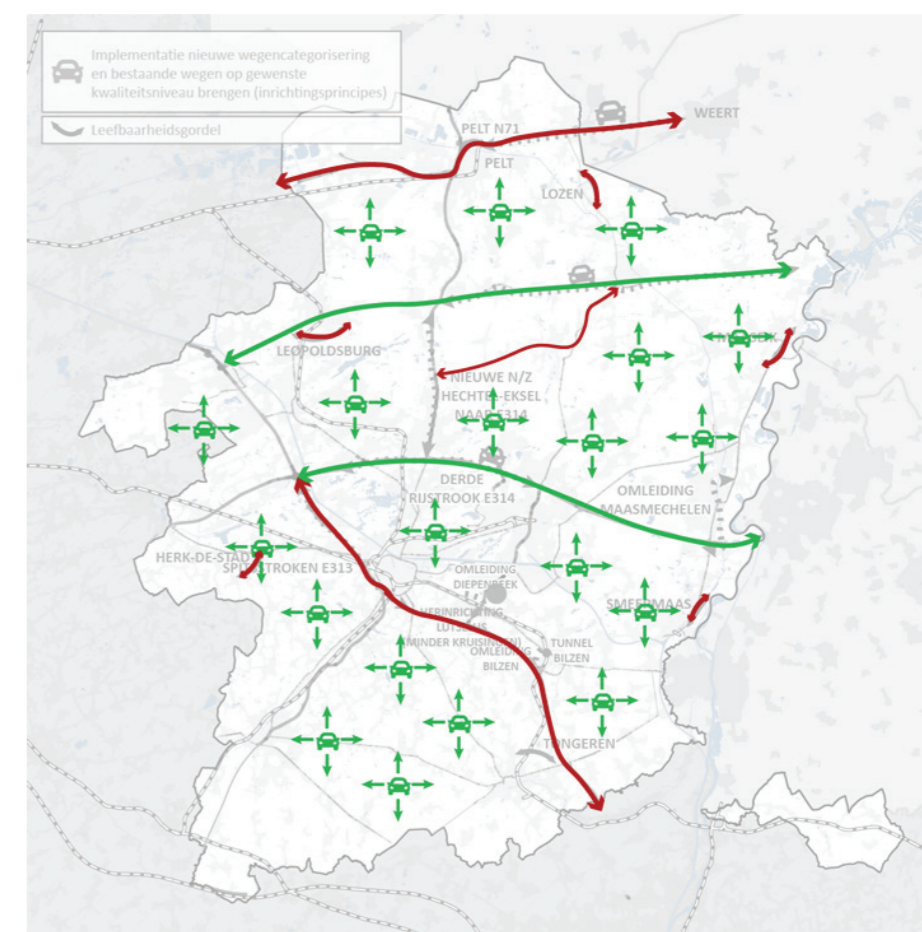 Implementatie nieuwe wegencategorisering
en bestaande wegen op gewenste
kwaliteitsniveau brengen (inrichtingsprincipes)
Leefbaarheidsgordel
WEERT
PELT N71
PELT
LOZEN
LEOPOLDSBURG
NIEUWE N/Z
HECHTEL-EKSEL
NAAR E314
DERDE
RIJSTROOK E314
OMLEIDING
MAASMECHELEN
HERK-DE-STAD
SPITSSTROKEN E313
OMLEIDING
DIEPENBEEK
HERINRICHTING
(MINDER KRUISINGEN)
OMLEIDING
BILZEN
TUNNEL
BILZEN
TONGEREN